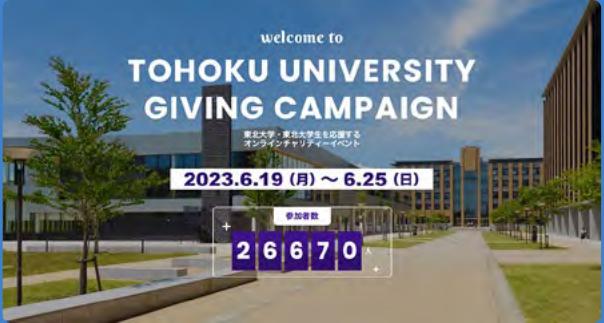 welcome to
TOHOKU UNIVERSITY
GIVING CAMPAIGN
東北大学・東北大学生を応援する
オンラインチャリティーイベント
2023.6.19（月）～ 6.25（日）
参加者数
26670人